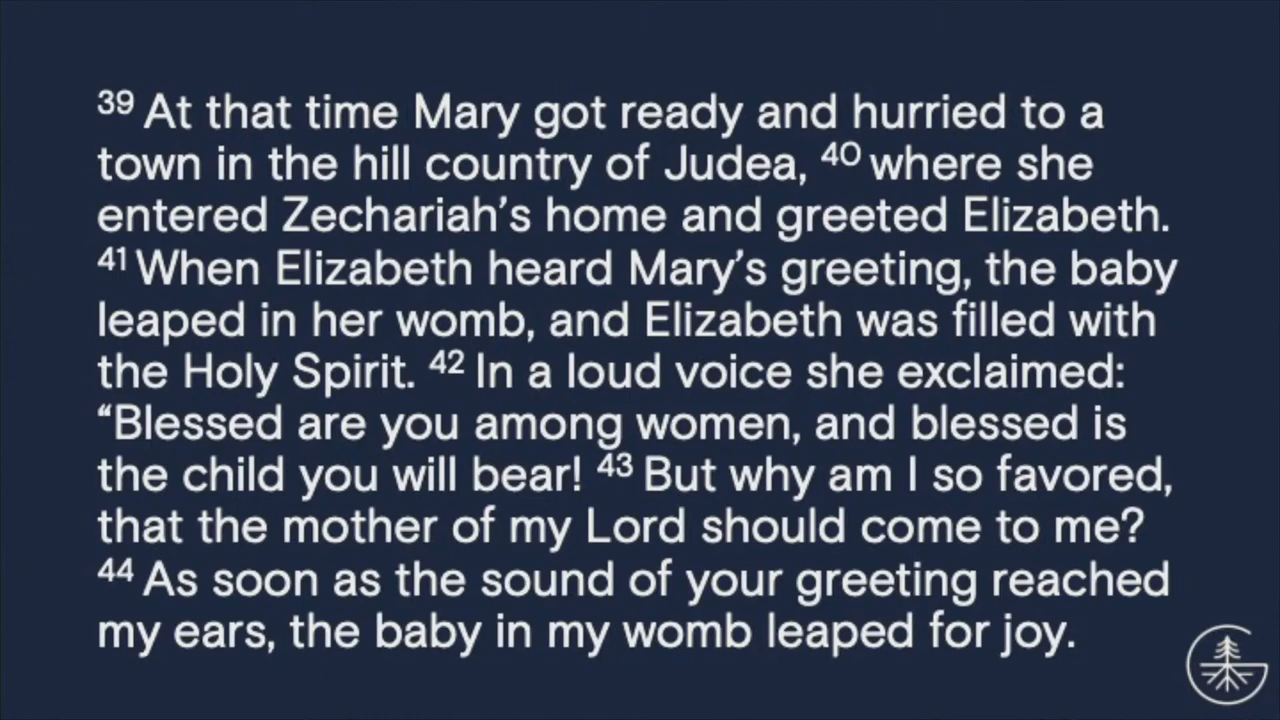 39 At that time Mary got ready and hurried to a
town in the hill country of Judea, 40 where she
entered Zechariah’s home and greeted Elizabeth.
41 When Elizabeth heard Mary’s greeting, the baby
leaped in her womb, and Elizabeth was filled with
the Holy Spirit. 42 In a loud voice she exclaimed:
“Blessed are you among women, and blessed is
the child you will bear! 43 But why am I so favored,
that the mother of my Lord should come to me?
44 As soon as the sound of your greeting reached
my ears, the baby in my womb leaped for joy.